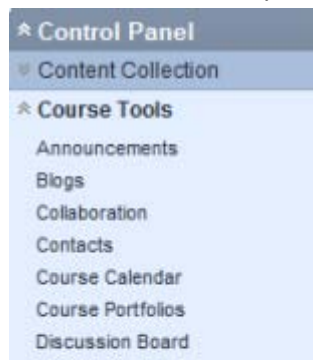 Control Panel
Content Collection
Course Tools
Announcements
Blogs
Collaboration
Contacts
Course Calendar
Course Portfolios
Discussion Board